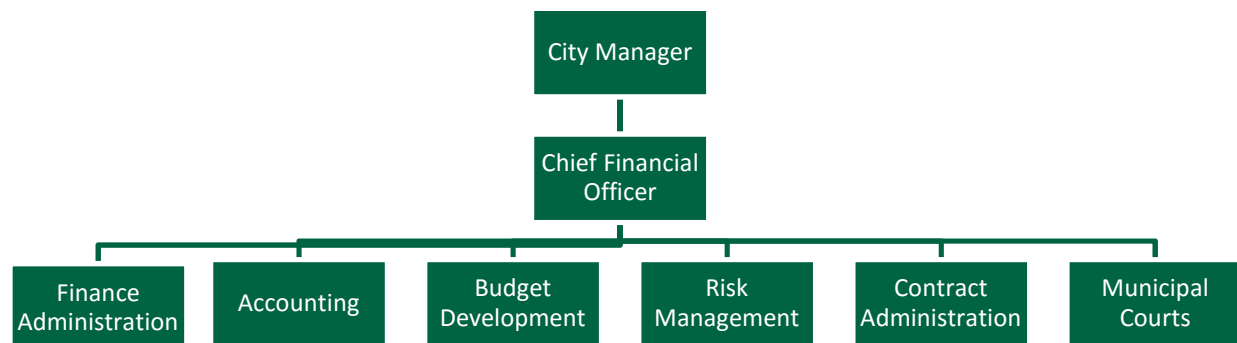 City Manager
Chief Financial
Officer
Finance
Administration
Accounting
Budget
Development
Risk
Management
Contract
Administration
Municipal
Courts